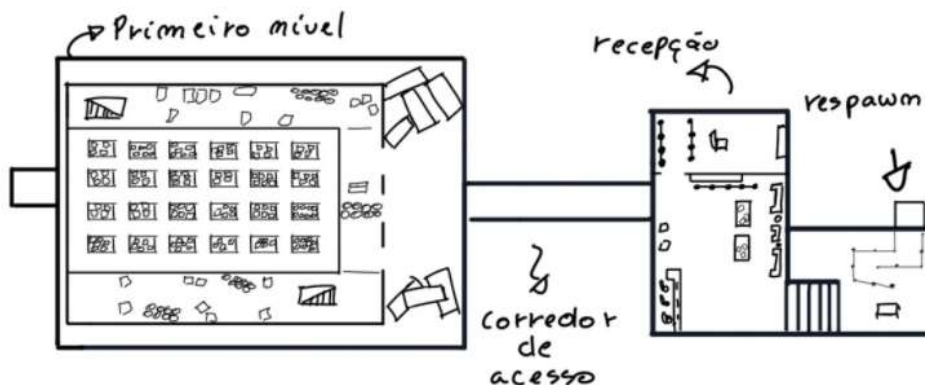 Primeiro nível
recepção
respawn
corredor
de
acesso